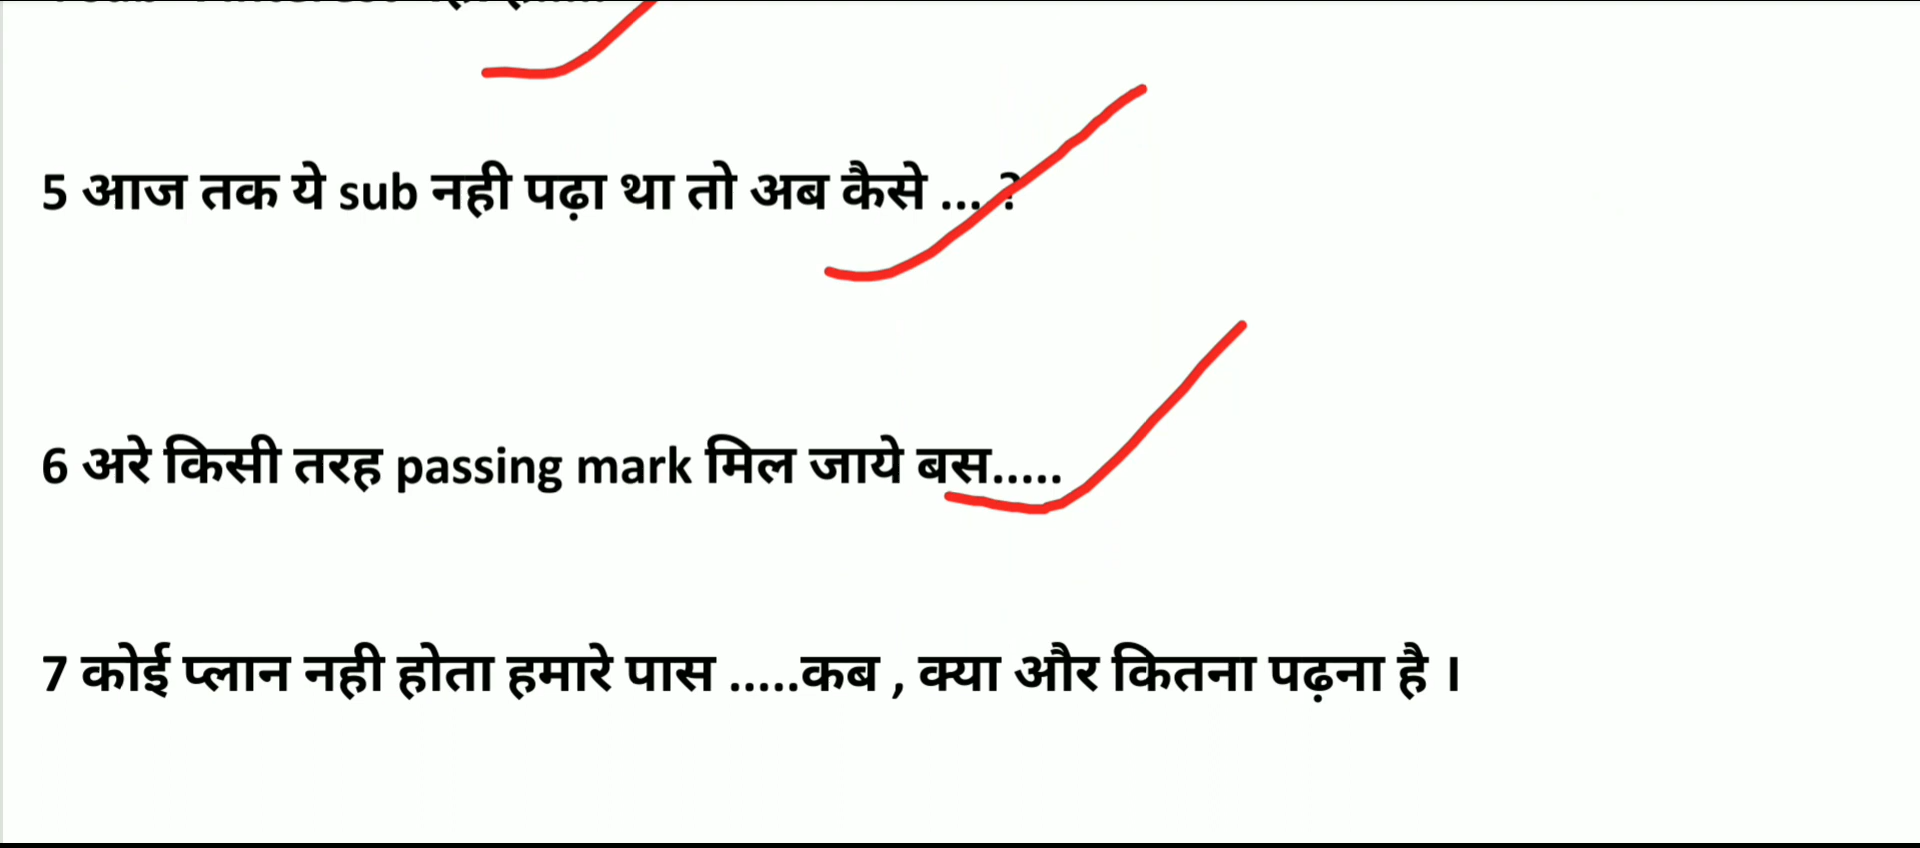 5 आज तक ये sub नही पढ़ा था तो अब कैसे ... ?
6 अरे किसी तरह passing mark मिल जाये बस.....
7 कोई प्लान नही होता हमारे पास .....कब , क्या और कितना पढ़ना है ।